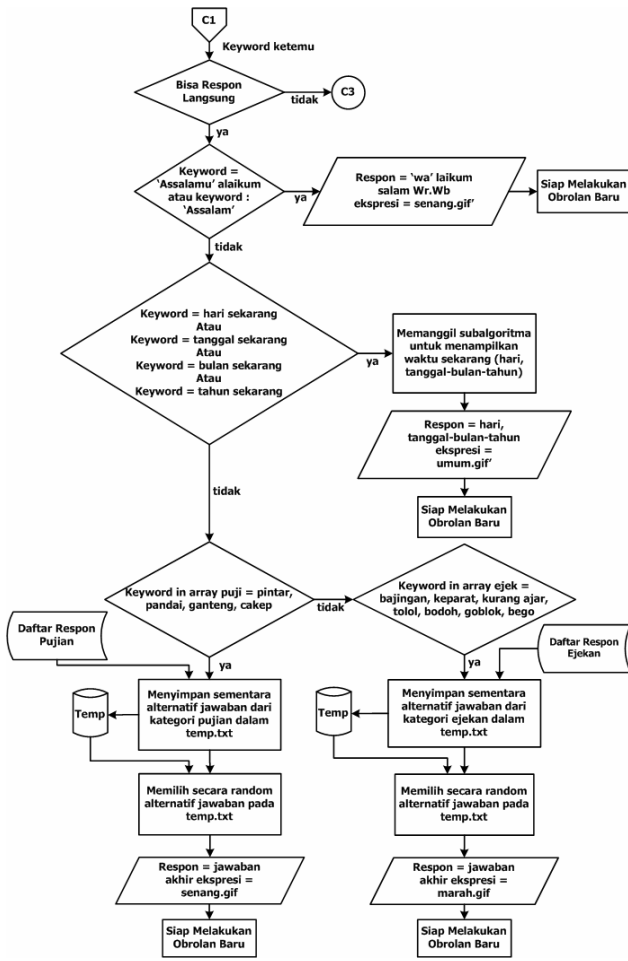 C1
Keyword ketemu
Bisa Respon
Langsung
tidak
C3
ya
Keyword =
‘Assalamu’ alaikum
atau keyword :
‘Assalam’
ya
Respon = ‘wa’ laikum
salam Wr.Wb
ekspresi = senang.gif’
Siap Melakukan
Obrolan Baru
tidak
Keyword = hari sekarang
Atau
Keyword = tanggal sekarang
Atau
Keyword = bulan sekarang
Atau
Keyword = tahun sekarang
ya
Memanggil subalgoritma
untuk menampilkan
waktu sekarang (hari,
tanggal-bulan-tahun)
Respon = hari,
tanggal-bulan-tahun
ekspresi =
umum.gif’
Siap Melakukan
Obrolan Baru
tidak
Keyword in array puji = pintar,
pandai, ganteng, cakep
tidak
Keyword in array ejek =
bajingan, keparat, kurang ajar,
tolol, bodoh, goblok, bego
Daftar Respon
Pujian
ya
Menyimpan sementara
alternatif jawaban dari
kategori pujian dalam
temp.txt
Temp
Memilih secara random
alternatif jawaban pada
temp.txt
Respon = jawaban
akhir ekspresi =
senang.gif
Siap Melakukan
Obrolan Baru
Daftar Respon
Ejekan
ya
Menyimpan sementara
alternatif jawaban dari
kategori ejekan dalam
temp.txt
Temp
Memilih secara random
alternatif jawaban pada
temp.txt
Respon = jawaban
akhir ekspresi =
marah.gif
Siap Melakukan
Obrolan Baru